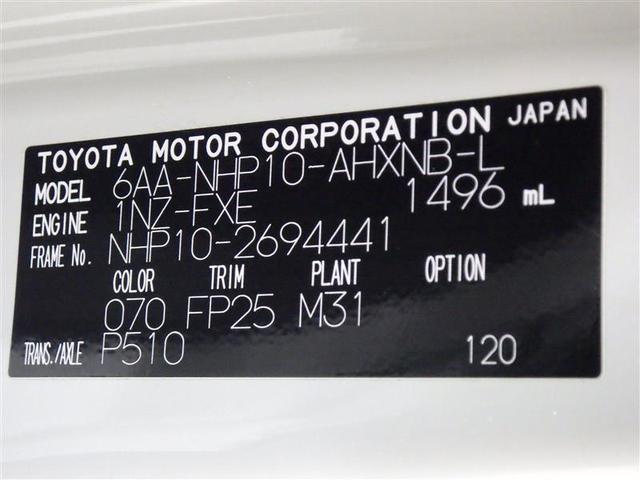 TOYOTA MOTOR CORPORATION JAPAN
MODEL 6AA-NHP10-AHXNB-L
ENGINE 1NZ-FXE 1496 mL
FRAME No. NHP10-2694441
COLOR TRIM PLANT OPTION
070 FP25 M31
TRANS./AXLE P510 120